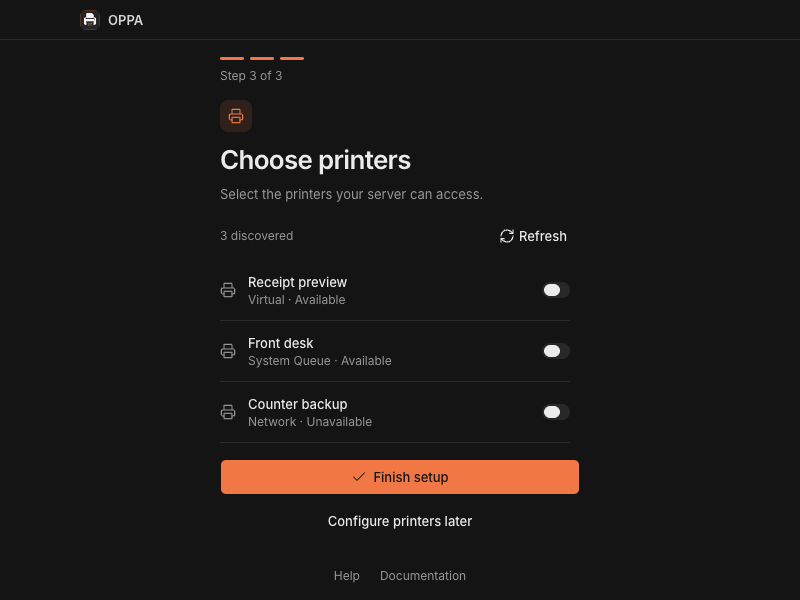 OPPA
Step 3 of 3
Choose printers
Select the printers your server can access.
3 discovered
Refresh
Receipt preview
Virtual · Available
Front desk
System Queue · Available
Counter backup
Network · Unavailable
Finish setup
Configure printers later
Help Documentation